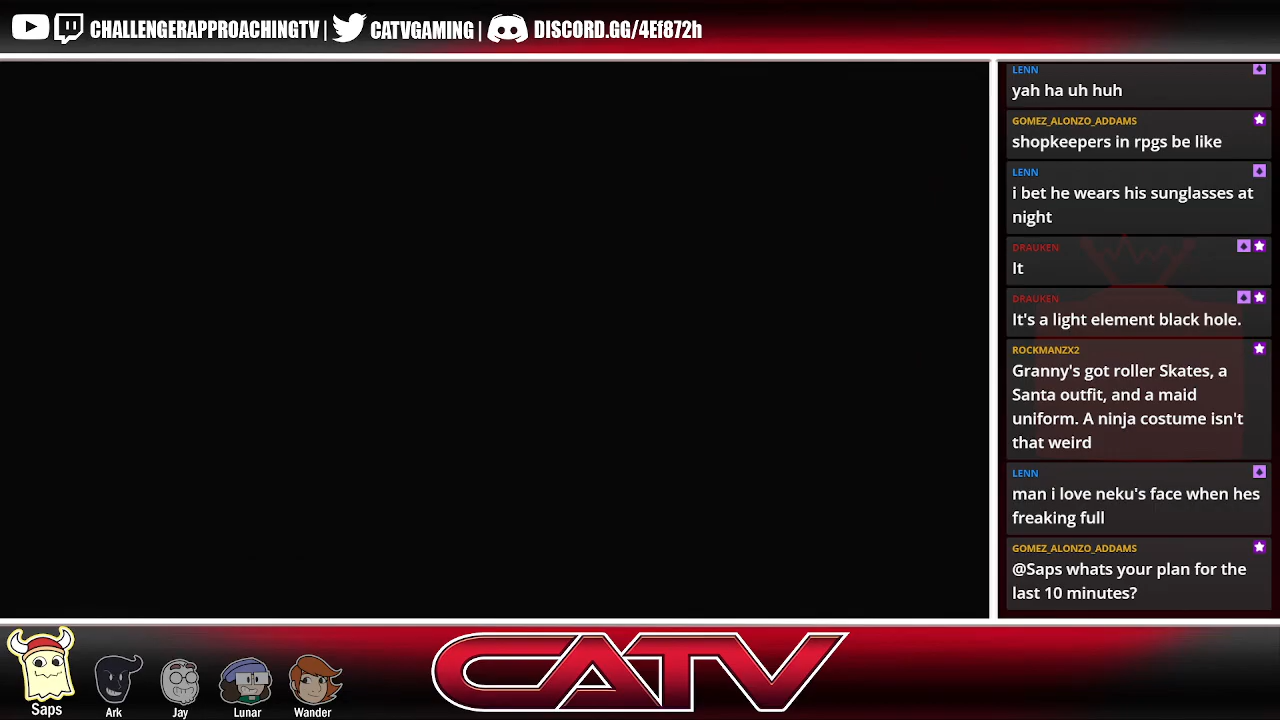 CHALLENGERAPPROACHINGTV | CATVGAMING | DISCORD.GG/4Ef872h
LENN
yah ha uh huh
GOMEZ_ALONZO_ADDAMS
shopkeepers in rpgs be like
LENN
i bet he wears his sunglasses at
night
DRAUKEN
It
DRAUKEN
It's a light element black hole.
ROCKMANZX2
Granny's got roller Skates, a
Santa outfit, and a maid
uniform. A ninja costume isn't
that weird
LENN
man i love neku's face when hes
freaking full
GOMEZ_ALONZO_ADDAMS
@Saps whats your plan for the
last 10 minutes?
Saps
Ark
Jay
Lunar
Wander
CATV